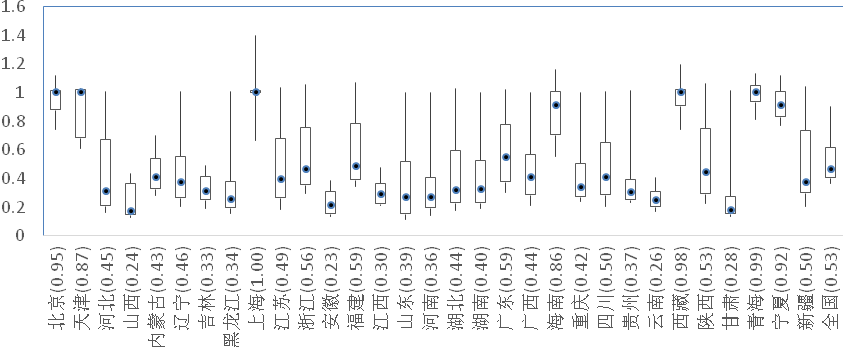 1.6
1.4
1.2
1
0.8
0.6
0.4
0.2
0
北京(0.95)
天津(0.87)
河北(0.45)
山西(0.24)
内蒙古(0.43)
辽宁(0.46)
吉林(0.33)
黑龙江(0.34)
上海(1.00)
江苏(0.49)
浙江(0.56)
安徽(0.23)
福建(0.59)
江西(0.30)
山东(0.39)
河南(0.36)
湖北(0.44)
湖南(0.40)
广东(0.59)
广西(0.44)
海南(0.86)
重庆(0.42)
四川(0.50)
贵州(0.37)
云南(0.26)
西藏(0.98)
陕西(0.53)
甘肃(0.28)
青海(0.99)
宁夏(0.92)
新疆(0.50)
全国(0.53)